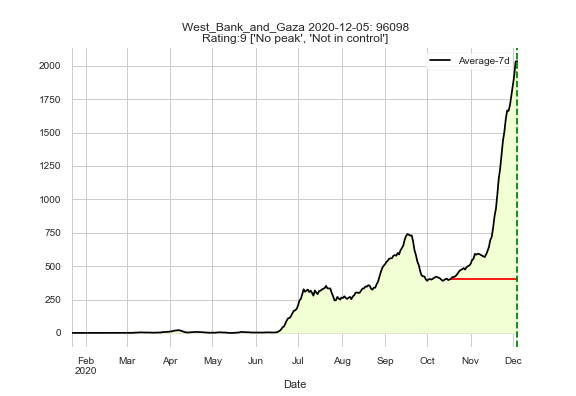 West_Bank_and_Gaza 2020-12-05: 96098
Rating:9 ['No peak', 'Not in control']
Average-7d
2000
1750
1500
1250
1000
750
500
250
0
Feb Mar Apr May Jun Jul Aug Sep Oct Nov Dec
2020
Date